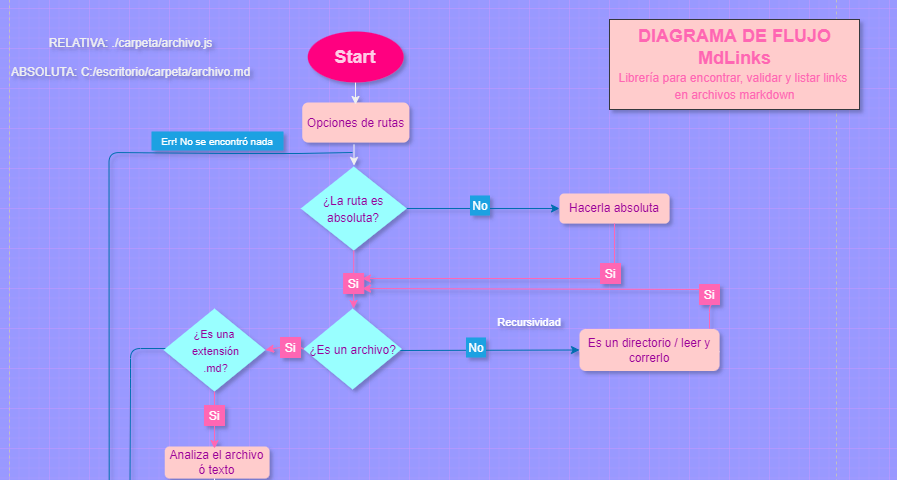 RELATIVA: ./carpeta/archivo.js
ABSOLUTA: C:/escritorio/carpeta/archivo.md
Start
DIAGRAMA DE FLUJO
MdLinks
Librería para encontrar, validar y listar links
en archivos markdown
Opciones de rutas
Err! No se encontró nada
¿La ruta es
absoluta?
No
Hacerla absoluta
Si
Si
Si
Recursividad
¿Es una
extensión
.md?
Si
¿Es un archivo?
No
Es un directorio / leer y
correrlo
Si
Analiza el archivo
ó texto